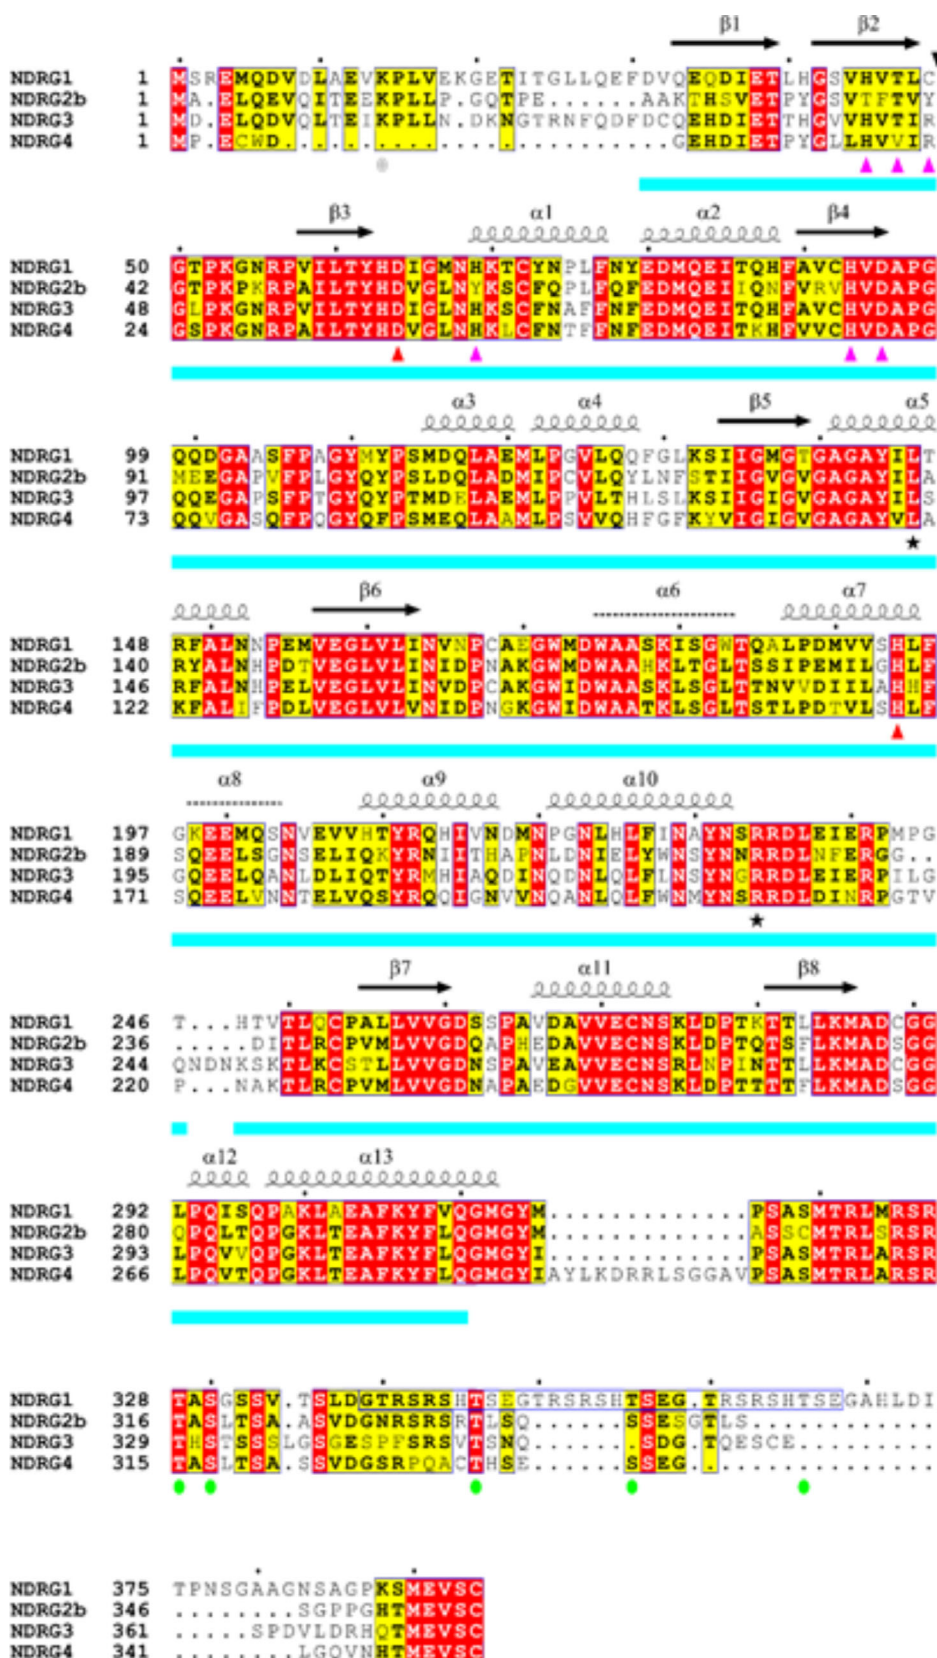 β1 β2
NDRG1 1 MSREMQDVDLAEVKPLVEKGETITGLLQEFDVQEQDIETLHGSVHVTLC
NDRG2b 1 MA.ELQEVQITEEKPLLP.GQTPE......AAKTHSVETPYGSVTFTVY
NDRG3 1 MD.ELQDVQLTEIKPLLN.DKNGTRNFQDFDCQEHDIETTHGVVHVTIR
NDRG4 1 MP.ECWD.........................GEHDIETPYGLLHVVIR
β3 α1 α2 β4
NDRG1 50 GTPKGNRPVILTYHDIGMNHKTCYNPLFNYEDMQEITQHFAVCHVDAPG
NDRG2b 42 GTPKPKRPAILTYHDVGLNYKSCFQPLFQFEDMQEIIQNFVRVHVDAPG
NDRG3 48 GLPKGNRPVILTYHDIGLNHKSCFNAFFNFEDMQEITQHFAVCHVDAPG
NDRG4 24 GSPKGNRPAILTYHDVGLNHKLCFNTFFNFEDMQEITKHFVVCHVDAPG
α3 α4 β5 α5
NDRG1 99 QQDGAASFPAGYMYPSMDQLAEMLPGVLQQFGLKSIIGMGTGAGAYILT
NDRG2b 91 MEEGAPVFPLGYQYPSLDQLADMIPCVLQYLNFSTIIGVGVGAGAYILA
NDRG3 97 QQEGAPSFPTGYQYPTMDELAEMLPPVLTHLSLKSIIGIGVGAGAYILS
NDRG4 73 QQVGASQFPQGYQFPSMEQLAAMLPSVVQHFGFKYVIGIGVGAGAYVLA
β6 α6 α7
NDRG1 148 RFALNNPEMVEGLVLINVNPCAEGWMDWAASKISGWTQALPDMVVSHLF
NDRG2b 140 RYALNHPDTVEGLVLINIDPNAKGWMDWAAHKLTGLTSSIPEMILGHLF
NDRG3 146 RFALNHPELVEGLVLINVDPCAKGWIDWAASKLSGLTTNVVDIILAHHF
NDRG4 122 KFALIFPDLVEGLVLVNIDPNGKGWIDWAATKLSGLTSTLPDTVLSHLF
α8 α9 α10
NDRG1 197 GKEEMQSNVEVVHTYRQHIVNDMNPGNLHLFINAYNSRRDLEIERPMPG
NDRG2b 189 SQEELSGNSELIQKYRNIITHAPNLDNIELYWNSYNNRRDLNFERGG..
NDRG3 195 GQEELQANLDLIQTYRMHIAQDINQDNLQLFLNSYNGRRDLEIERPILG
NDRG4 171 SQEELVNNTELVQSYRQQIGNVVNQANLQLFWNMYNSRRDLDINRPGTV
β7 α11 β8
NDRG1 246 T...HTVTLQCPALLVVGDSSPAVDAVVECNSKLDPTKTTLLKMADCGG
NDRG2b 236 .....DITLRCPVMLVVGDQAPHEDAVVECNSKLDPTQTSFLKMADSGG
NDRG3 244 QNDNKSKTLKCSTLLVVGDNSPAVEAVVECNSRLNPINTTLLKMADCGG
NDRG4 220 P...NAKTLRCPVMLVVGDNAPAEDGVVECNSKLDPTTTTFLKMADSGG
α12 α13
NDRG1 292 LPQISQPAKLAEAFKYFVQGMGYM.............PSASMTRLMRSR
NDRG2b 280 QPQLTQPGKLTEAFKYFLQGMGYM.............ASSCMTRLSRSR
NDRG3 293 LPQVVQPGKLTEAFKYFLQGMGYI.............PSASMTRLARSR
NDRG4 266 LPQVTQPGKLTEAFKYFLQGMGYIAYLKDRRLSGGAVPSASMTRLARSR
NDRG1 328 TASGSSV.TSLDGTRSRSHTSEGTRSRSHTSEG.TRSRSHTSEGAHLDI
NDRG2b 316 TASLTSA.ASVDGNRSRSRTLSQ......SSESGTLS............
NDRG3 329 THSTSSSLGSGESPFSRSVTSNQ.......SDG.TQESCE.........
NDRG4 315 TASLTSA.SSVDGSRPQACTHSE......SSEG................
NDRG1 375 TPNSGAAGNSAGPKSMEVSC
NDRG2b 346 ........SGPPGHTMEVSC
NDRG3 361 .....SPDVLDRHQTMEVSC
NDRG4 341 ........LGQVNHTMEVSC